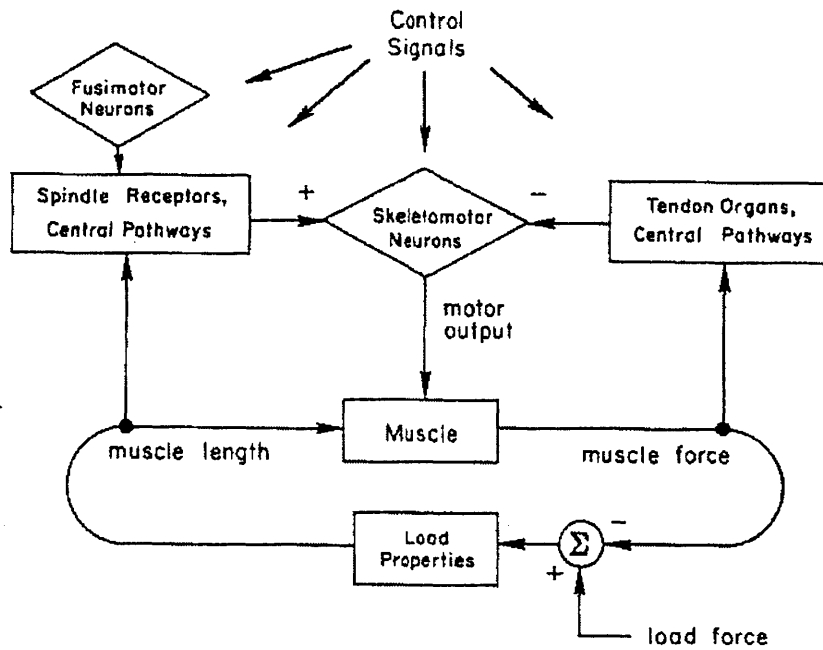 Control
Signals
Fusimotor
Neurons
Spindle Receptors,
Central Pathways
+
Skeletomotor
Neurons
−
Tendon Organs,
Central Pathways
motor
output
muscle length
Muscle
muscle force
Load
Properties
Σ
−
+
load force